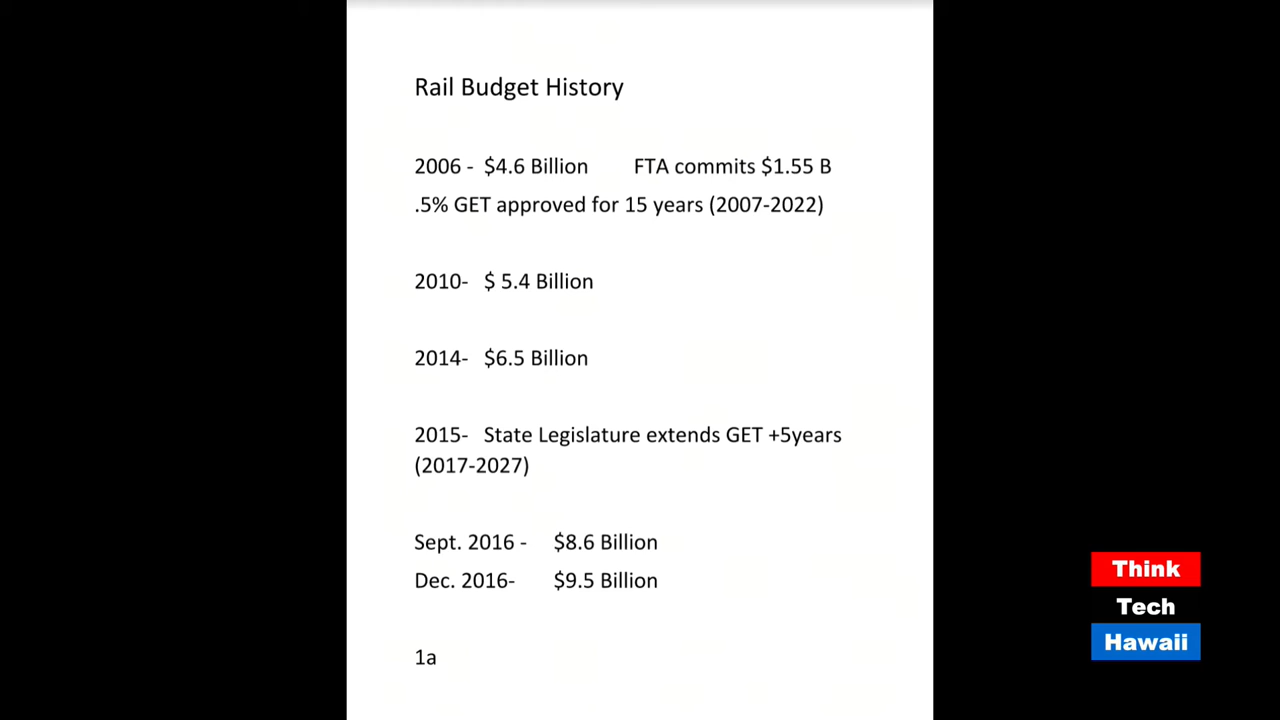 Rail Budget History
2006 - $4.6 Billion FTA commits $1.55 B
.5% GET approved for 15 years (2007-2022)
2010- $ 5.4 Billion
2014- $6.5 Billion
2015- State Legislature extends GET +5years
(2017-2027)
Sept. 2016 - $8.6 Billion
Dec. 2016- $9.5 Billion
1a
Think
Tech
Hawaii